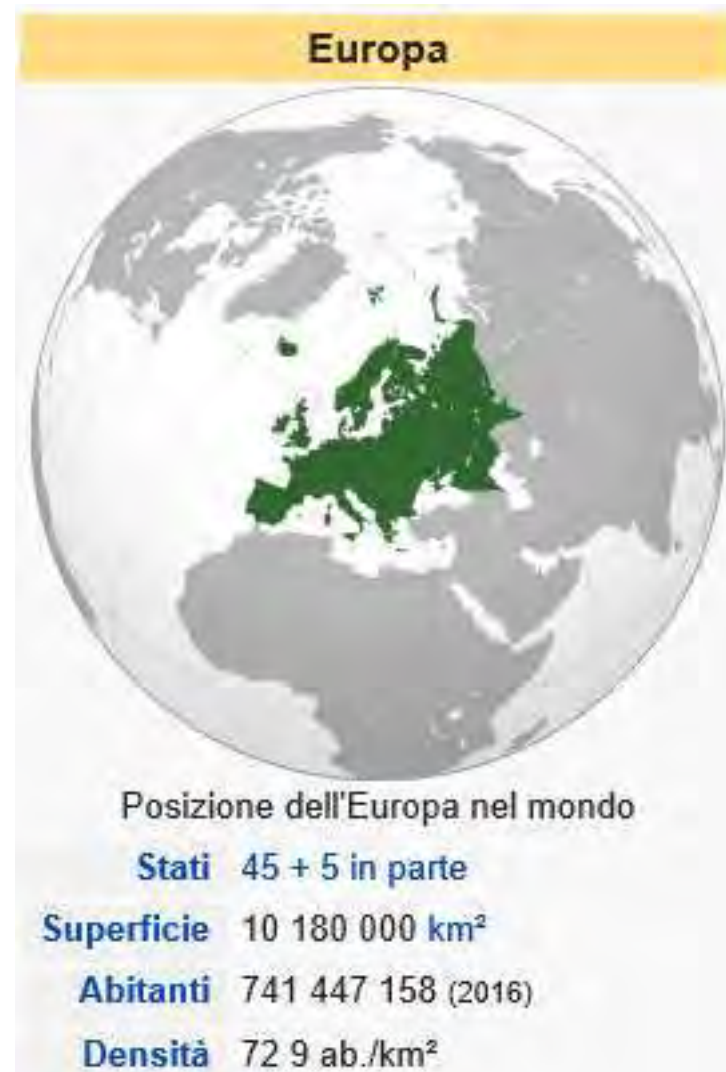 Europa
Posizione dell'Europa nel mondo
Stati 45 + 5 in parte
Superficie 10 180 000 km²
Abitanti 741 447 158 (2016)
Densità 72 9 ab./km²